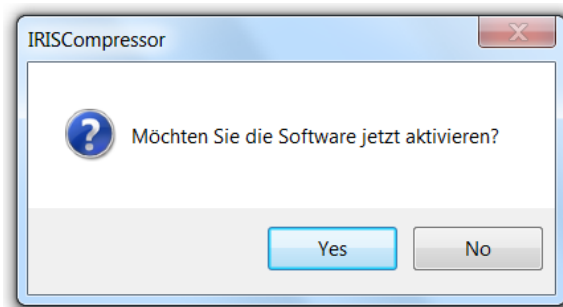 IRISCompressor
Möchten Sie die Software jetzt aktivieren?
Yes No